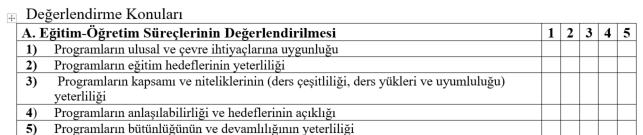 Değerlendirme Konuları
A. Eğitim-Öğretim Süreçlerinin Değerlendirilmesi 1 2 3 4 5
1) Programların ulusal ve çevre ihtiyaçlarına uygunluğu
2) Programların eğitim hedeflerinin yeterliliği
3) Programların kapsamı ve niteliklerinin (ders çeşitliliği, ders yükleri ve uyumluluğu)
yeterliliği
4) Programların anlaşılabilirliği ve hedeflerinin açıklığı
5) Programların bütünlüğünün ve devamlılığının yeterliliği